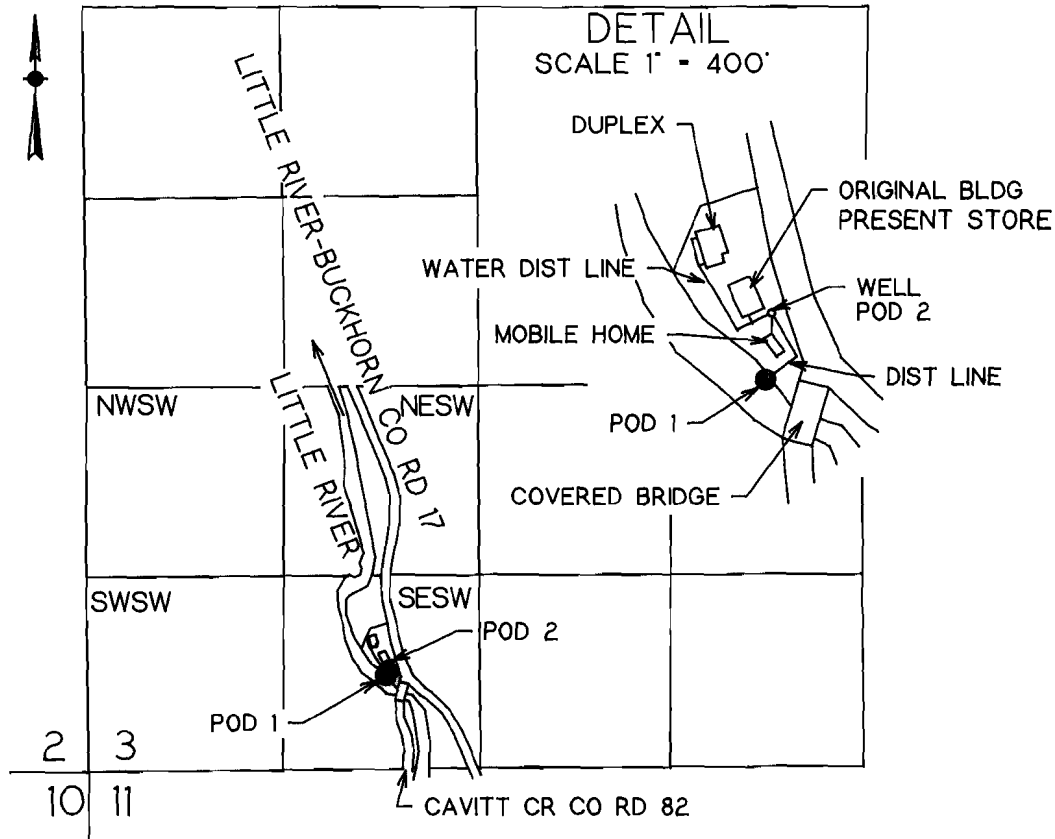 DETAIL
SCALE 1" = 400'
DUPLEX
ORIGINAL BLDG
PRESENT STORE
WATER DIST LINE
WELL
POD 2
MOBILE HOME
DIST LINE
POD 1
COVERED BRIDGE
LITTLE RIVER-BUCKHORN CO RD 17
LITTLE RIVER
NWSW
NESW
SWSW
SESW
POD 2
POD 1
2 3
10 11
CAVITT CR CO RD 82